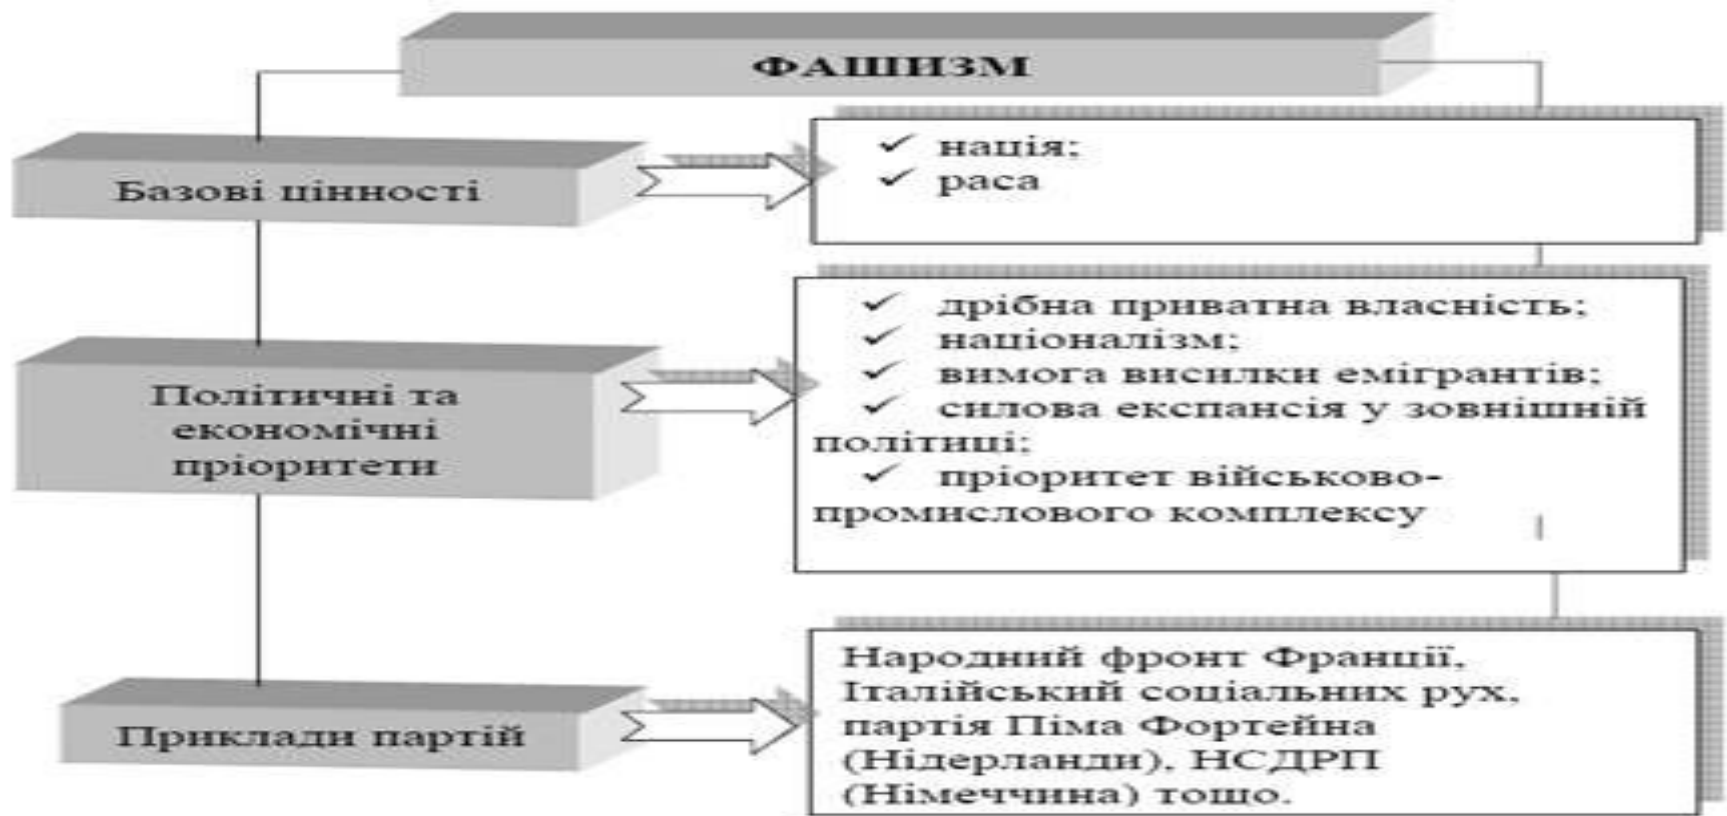 ФАШИЗМ
Базові цінності
✓ нація;
✓ раса
Політичні та
економічні
пріоритети
✓ дрібна приватна власність;
✓ націоналізм;
✓ вимога висилки емігрантів;
✓ силова експансія у зовнішній
політиці;
✓ пріоритет військово-
промислового комплексу
Приклади партій
Народний фронт Франції,
Італійський соціальних рух,
партія Піма Фортейна
(Нідерланди), НСДРП
(Німеччина) тощо.